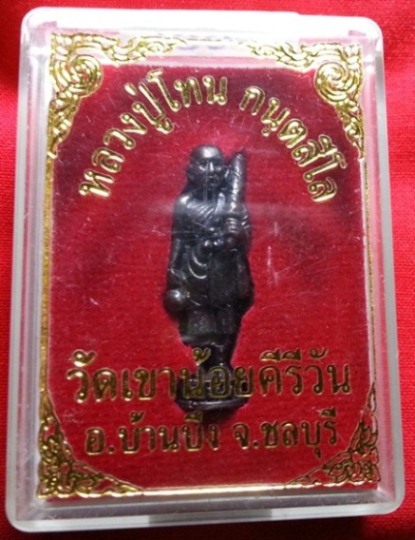 หลวงปู่โทน กนฺตสีโล
วัดเขาน้อยคีรีวัน
อ.บ้านบึง จ.ชลบุรี